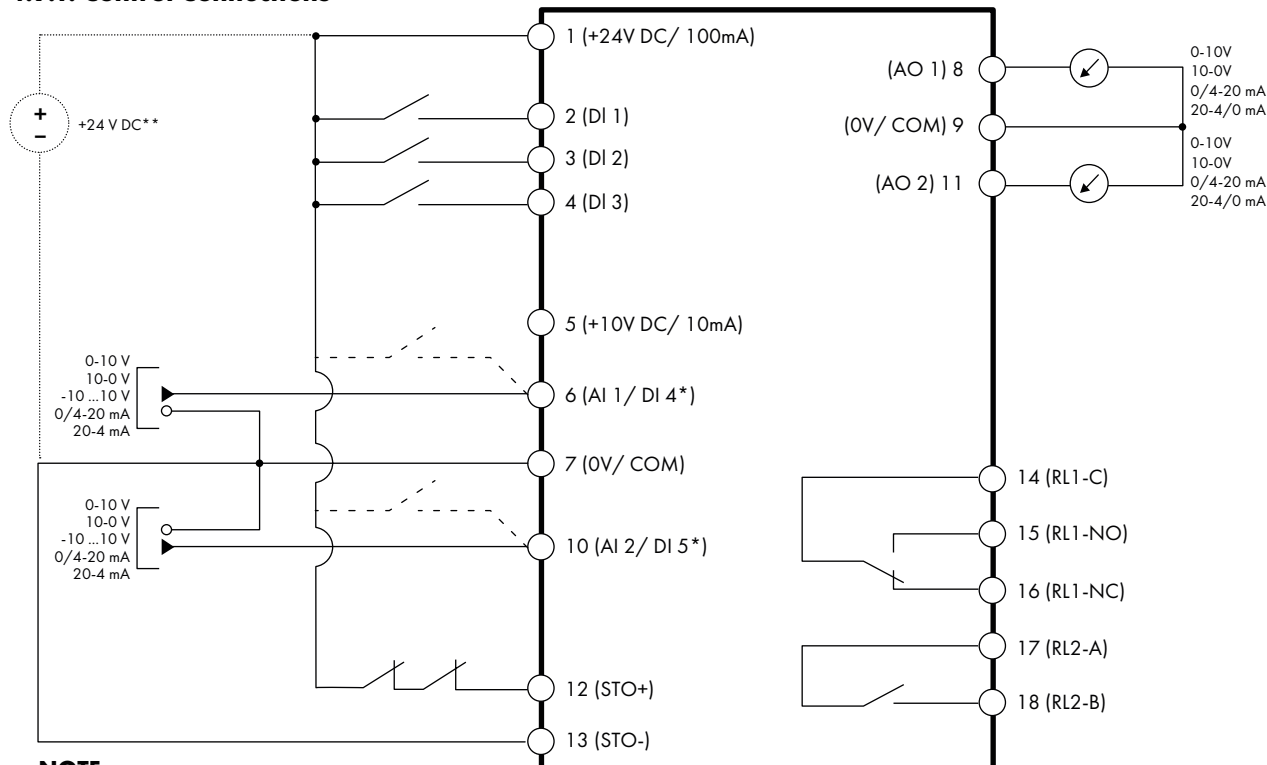 1 (+24V DC/ 100mA)
+24 V DC**
+
–
2 (DI 1)
3 (DI 2)
4 (DI 3)
5 (+10V DC/ 10mA)
0-10 V
10-0 V
-10 ...10 V
0/4-20 mA
20-4 mA
6 (AI 1/ DI 4*)
7 (0V/ COM)
0-10 V
10-0 V
-10 ...10 V
0/4-20 mA
20-4 mA
10 (AI 2/ DI 5*)
12 (STO+)
13 (STO-)
(AO 1) 8
0-10V
10-0V
0/4-20 mA
20-4/0 mA
(0V/ COM) 9
(AO 2) 11
0-10V
10-0V
0/4-20 mA
20-4/0 mA
14 (RL1-C)
15 (RL1-NO)
16 (RL1-NC)
17 (RL2-A)
18 (RL2-B)
NOTE